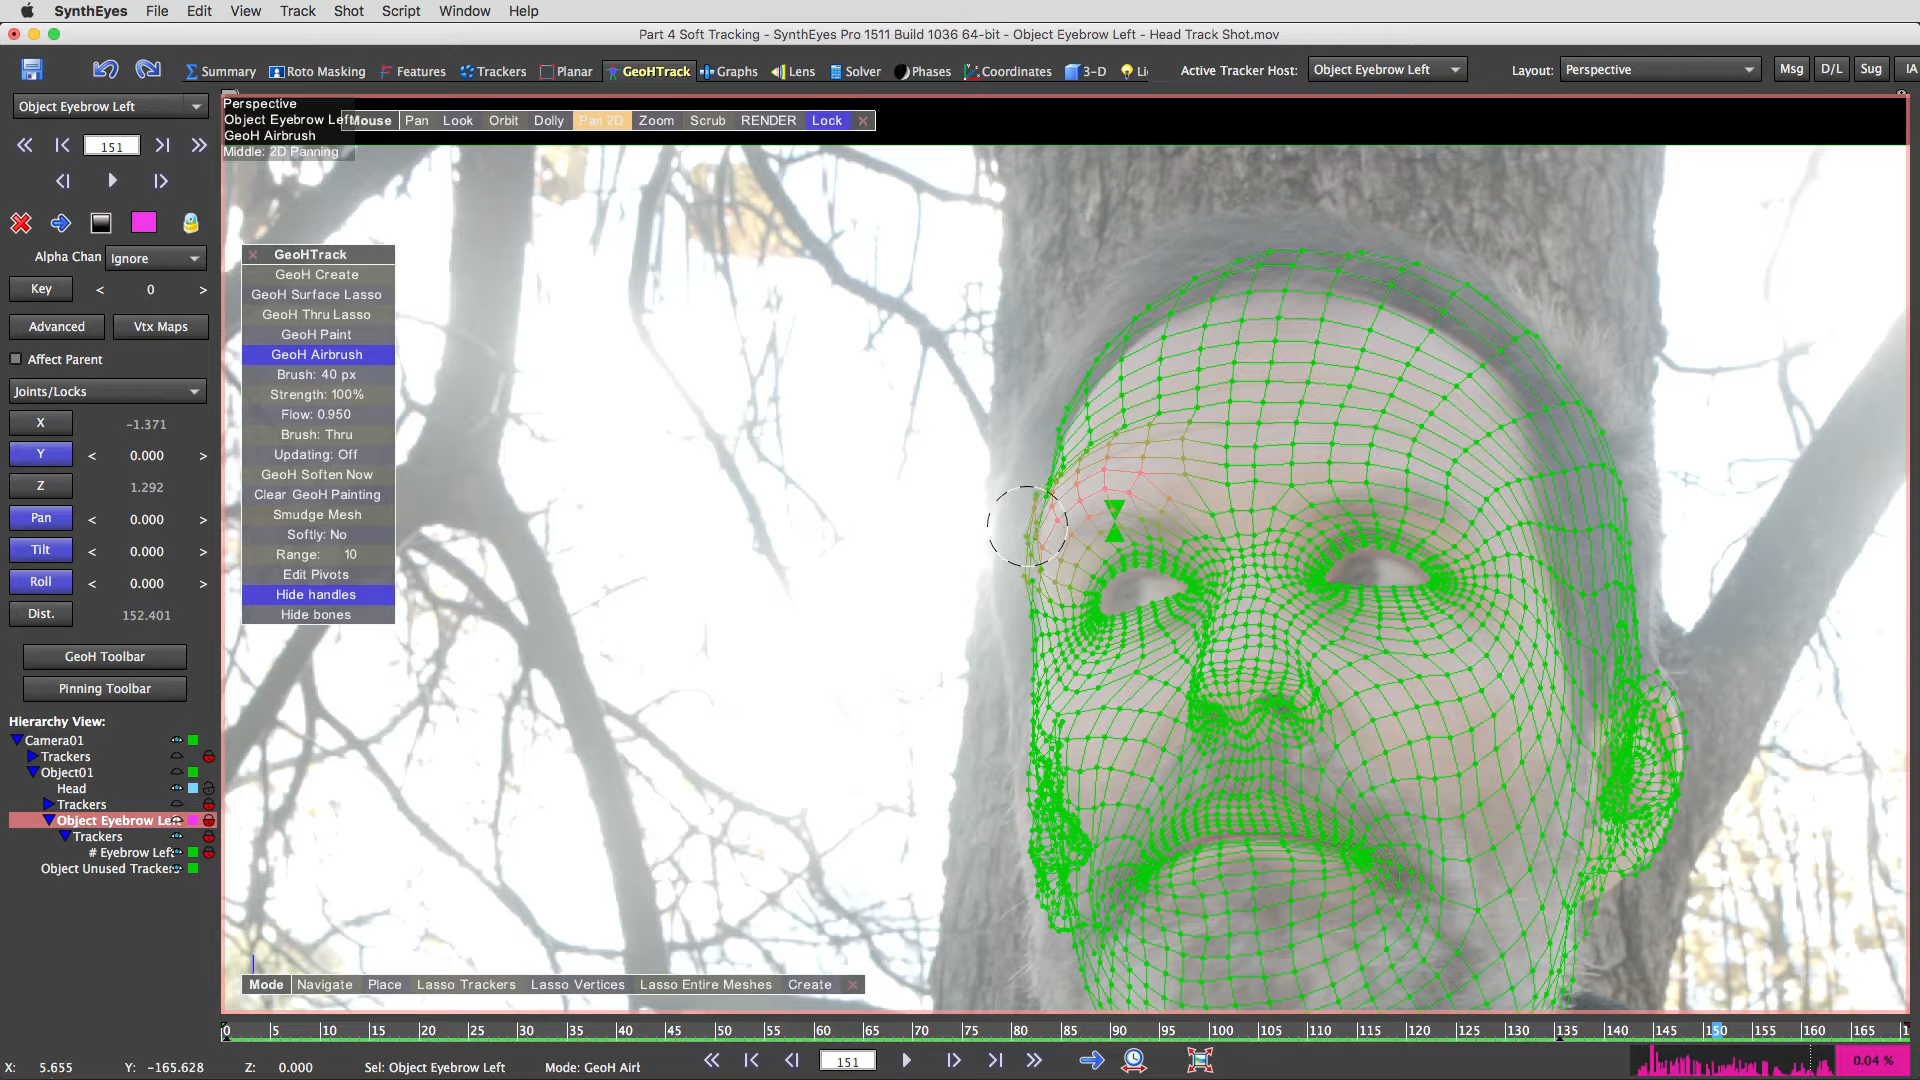 SynthEyes File Edit View Track Shot Script Window Help
Part 4 Soft Tracking - SynthEyes Pro 1511 Build 1036 64-bit - Object Eyebrow Left - Head Track Shot.mov
Summary Roto Masking Features Trackers Planar GeoHTrack Graphs Lens Solver Phases Coordinates 3-D Li Active Tracker Host: Object Eyebrow Left Layout: Perspective Msg D/L Sug IA
Object Eyebrow Left
151
Alpha Chan Ignore
Key < 0 >
Advanced Vtx Maps
Affect Parent
Joints/Locks
X -1.371
Y < 0.000 >
Z 1.292
Pan < 0.000 >
Tilt < 0.000 >
Roll < 0.000 >
Dist. 152.401
GeoH Toolbar
Pinning Toolbar
Hierarchy View:
Camera01
Trackers
Object01
Head
Trackers
Object Eyebrow Le
Trackers
# Eyebrow Left
Object Unused Trackers
Perspective
Object Eyebrow Left
GeoH Airbrush
Middle: 2D Panning
Mouse Pan Look Orbit Dolly Pan 2D Zoom Scrub RENDER Lock
GeoHTrack
GeoH Create
GeoH Surface Lasso
GeoH Thru Lasso
GeoH Paint
GeoH Airbrush
Brush: 40 px
Strength: 100%
Flow: 0.950
Brush: Thru
Updating: Off
GeoH Soften Now
Clear GeoH Painting
Smudge Mesh
Softly: No
Range: 10
Edit Pivots
Hide handles
Hide bones
Mode Navigate Place Lasso Trackers Lasso Vertices Lasso Entire Meshes Create
0 5 10 15 20 25 30 35 40 45 50 55 60 65 70 75 80 85 90 95 100 105 110 115 120 125 130 135 140 145 150 155 160 165
X: 5.655 Y: -165.628 Z: 0.000 Sel: Object Eyebrow Left Mode: GeoH Airl 151 0.04 %